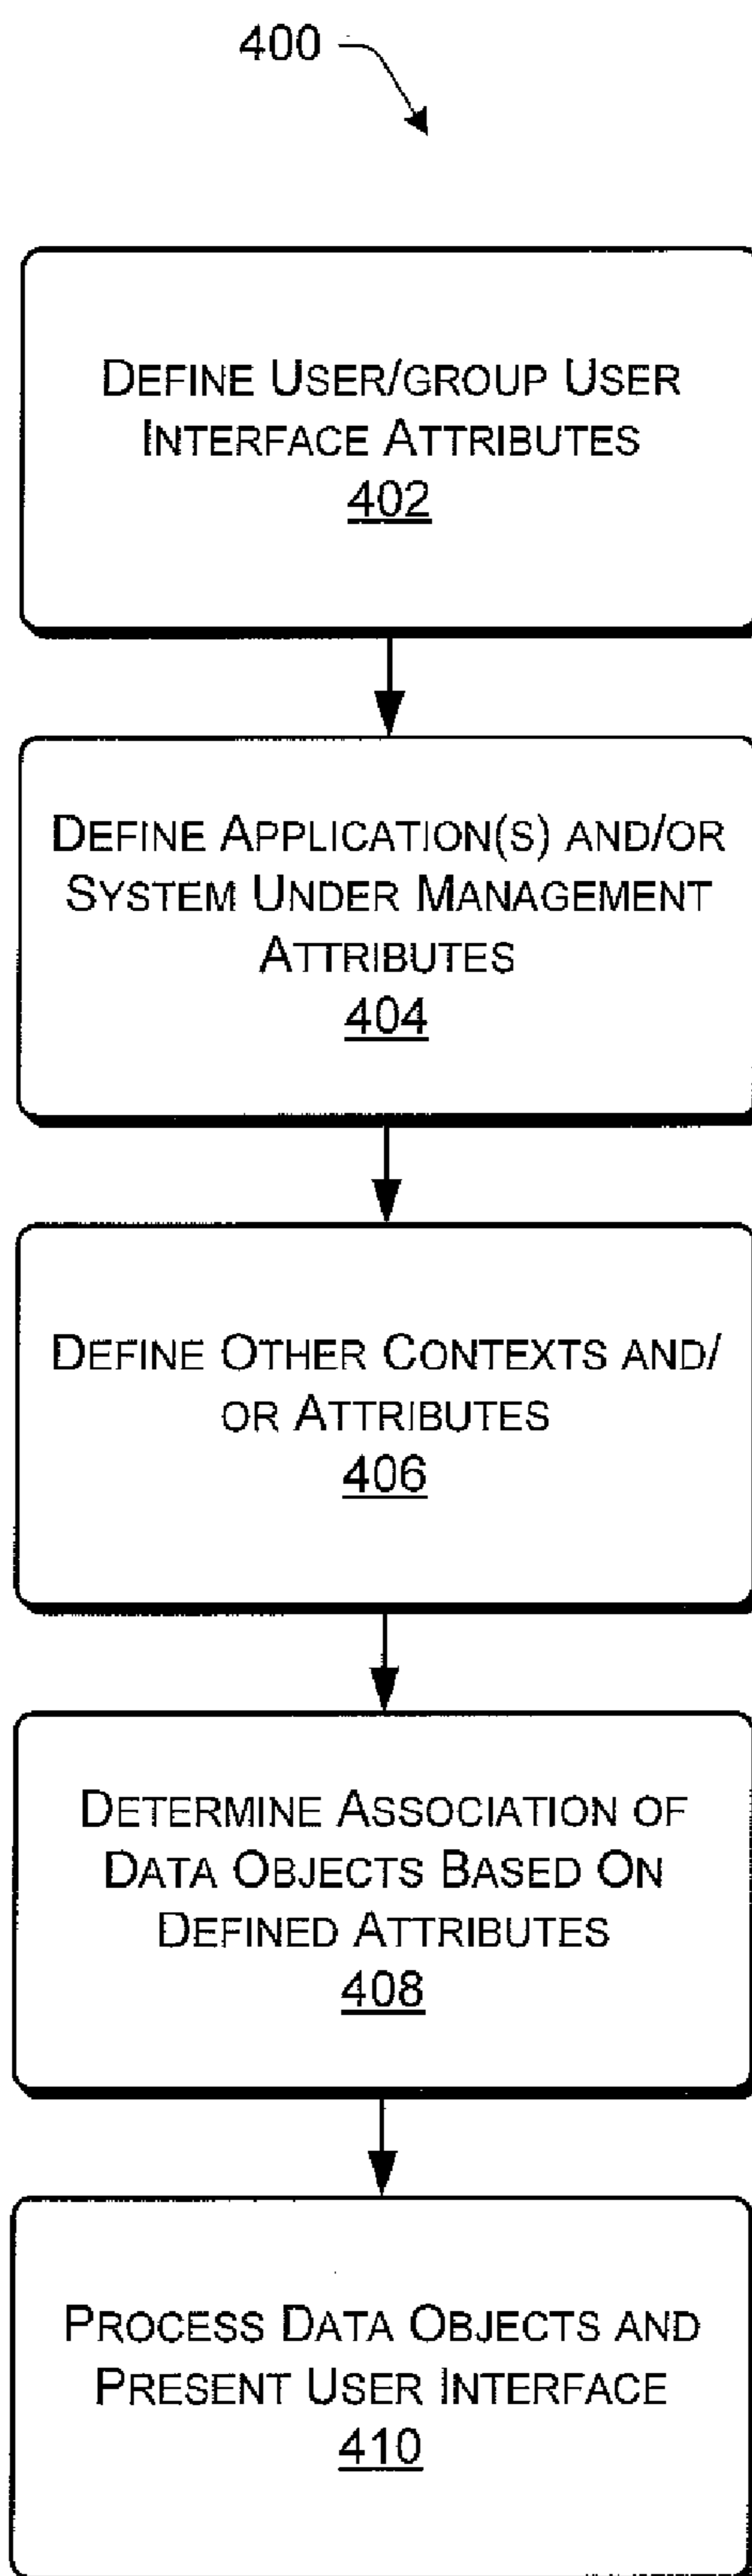 400
DEFINE USER/GROUP USER
INTERFACE ATTRIBUTES
402
DEFINE APPLICATION(S) AND/OR
SYSTEM UNDER MANAGEMENT
ATTRIBUTES
404
DEFINE OTHER CONTEXTS AND/
OR ATTRIBUTES
406
DETERMINE ASSOCIATION OF
DATA OBJECTS BASED ON
DEFINED ATTRIBUTES
408
PROCESS DATA OBJECTS AND
PRESENT USER INTERFACE
410